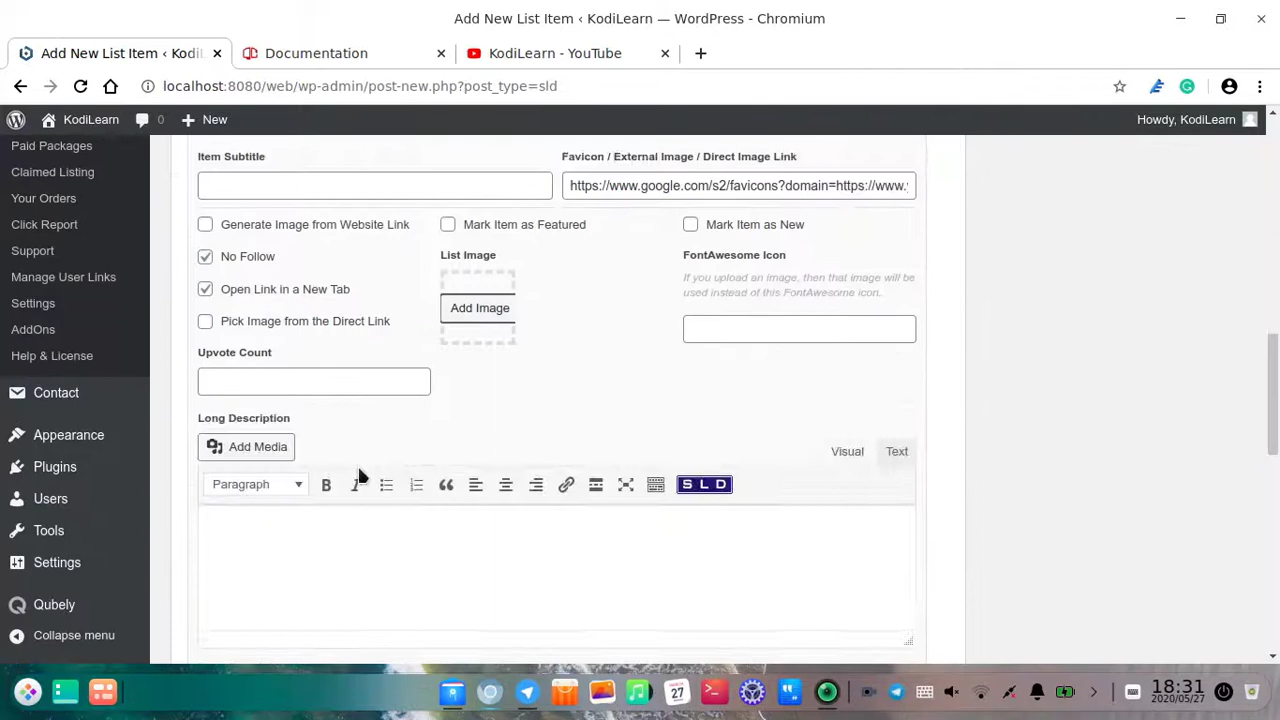 Add New List Item ‹ KodiLearn — WordPress - Chromium
Add New List Item ‹ Kodi
Documentation
KodiLearn - YouTube
localhost:8080/web/wp-admin/post-new.php?post_type=sld
KodiLearn
0
New
Howdy, KodiLearn
Paid Packages
Claimed Listing
Your Orders
Click Report
Support
Manage User Links
Settings
AddOns
Help & License
Contact
Appearance
Plugins
Users
Tools
Settings
Qubely
Collapse menu
Item Subtitle
Favicon / External Image / Direct Image Link
https://www.google.com/s2/favicons?domain=https://www.
Generate Image from Website Link
Mark Item as Featured
Mark Item as New
No Follow
List Image
FontAwesome Icon
If you upload an image, then that image will be
used instead of this FontAwesome icon.
Open Link in a New Tab
Add Image
Pick Image from the Direct Link
Upvote Count
Long Description
Add Media
Visual
Text
Paragraph
B
I
SLD
27
18:31
2020/05/27